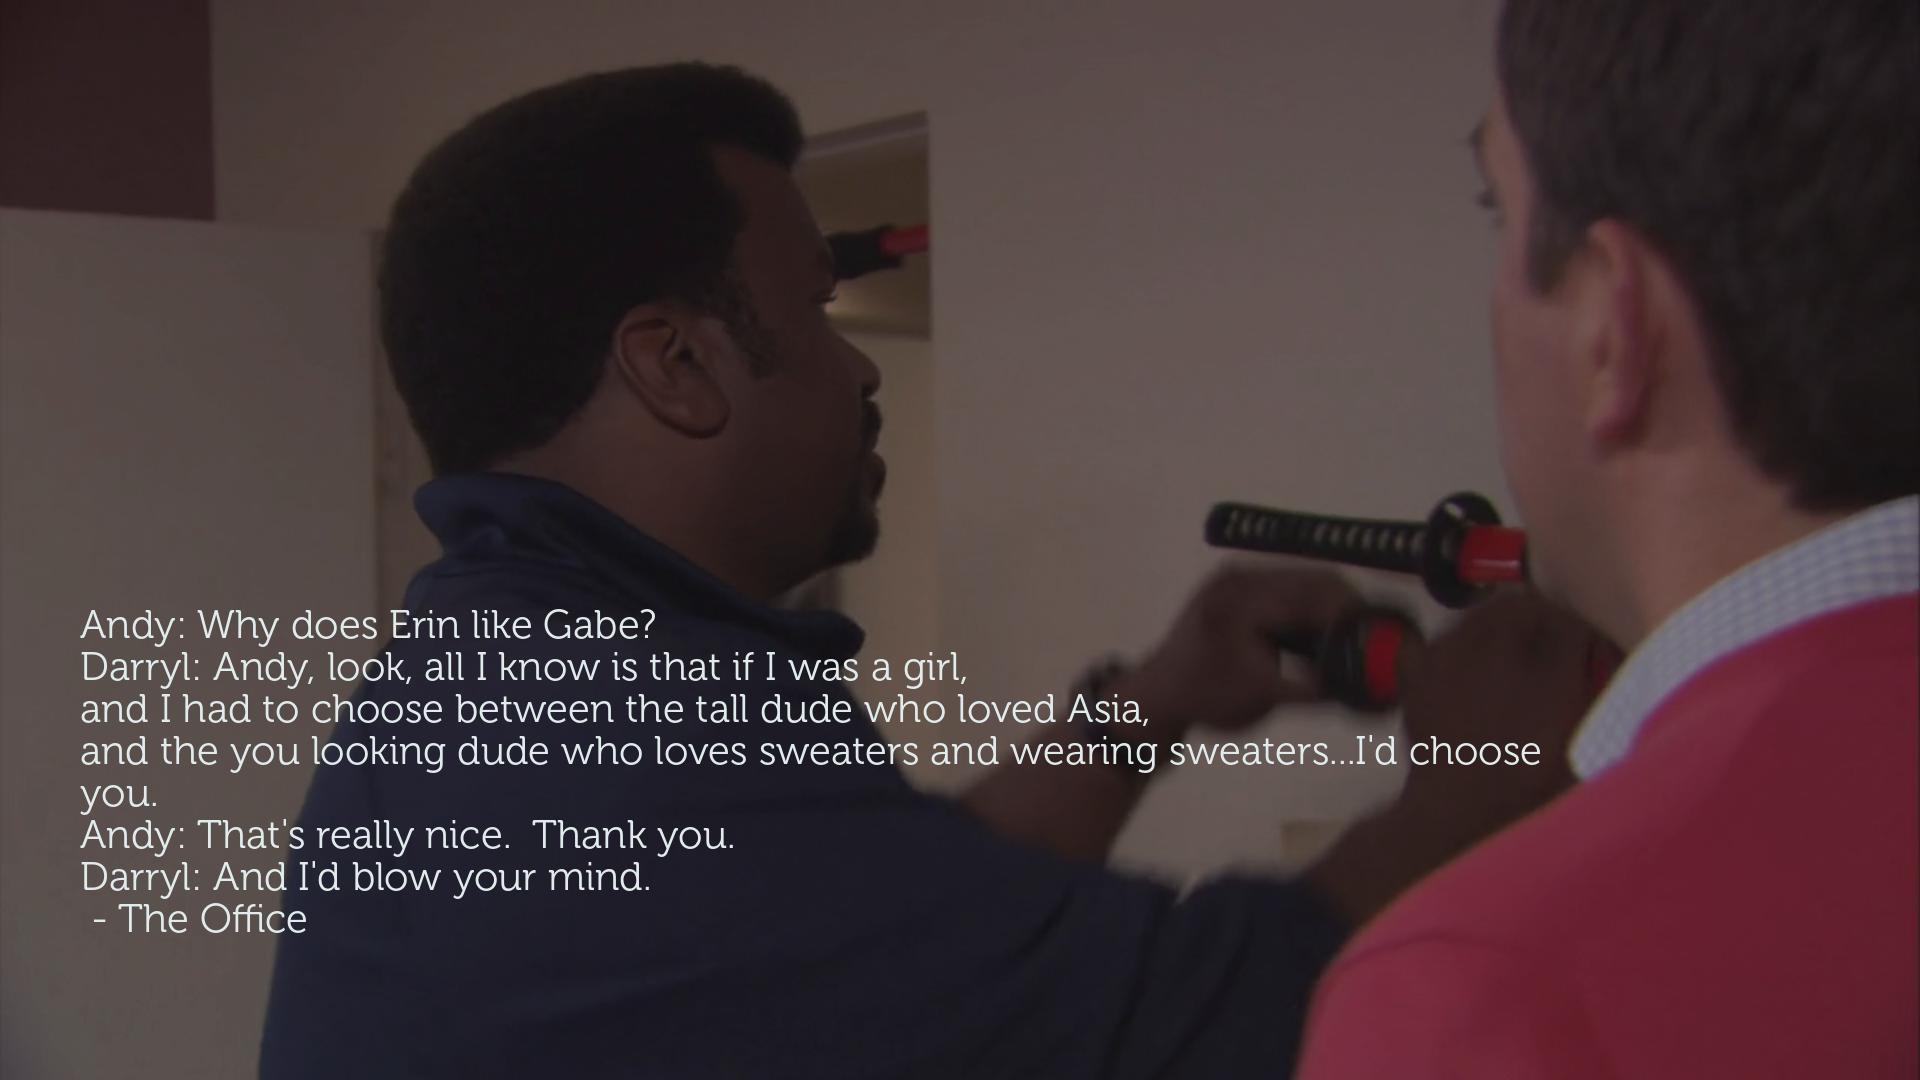 Andy: Why does Erin like Gabe?
Darryl: Andy, look, all I know is that if I was a girl,
and I had to choose between the tall dude who loved Asia,
and the you looking dude who loves sweaters and wearing sweaters...I'd choose
you.
Andy: That's really nice.  Thank you.
Darryl: And I'd blow your mind.
- The Office